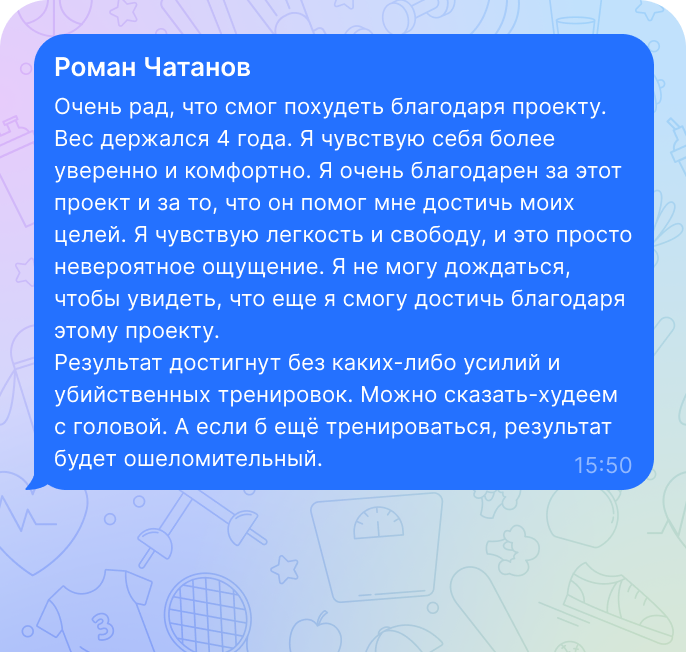 Роман Чатанов
Очень рад, что смог похудеть благодаря проекту.
Вес держался 4 года. Я чувствую себя более
уверенно и комфортно. Я очень благодарен за этот
проект и за то, что он помог мне достичь моих
целей. Я чувствую легкость и свободу, и это просто
невероятное ощущение. Я не могу дождаться,
чтобы увидеть, что еще я смогу достичь благодаря
этому проекту.
Результат достигнут без каких-либо усилий и
убийственных тренировок. Можно сказать-худеем
с головой. А если б ещё тренироваться, результат
будет ошеломительный.
15:50
3